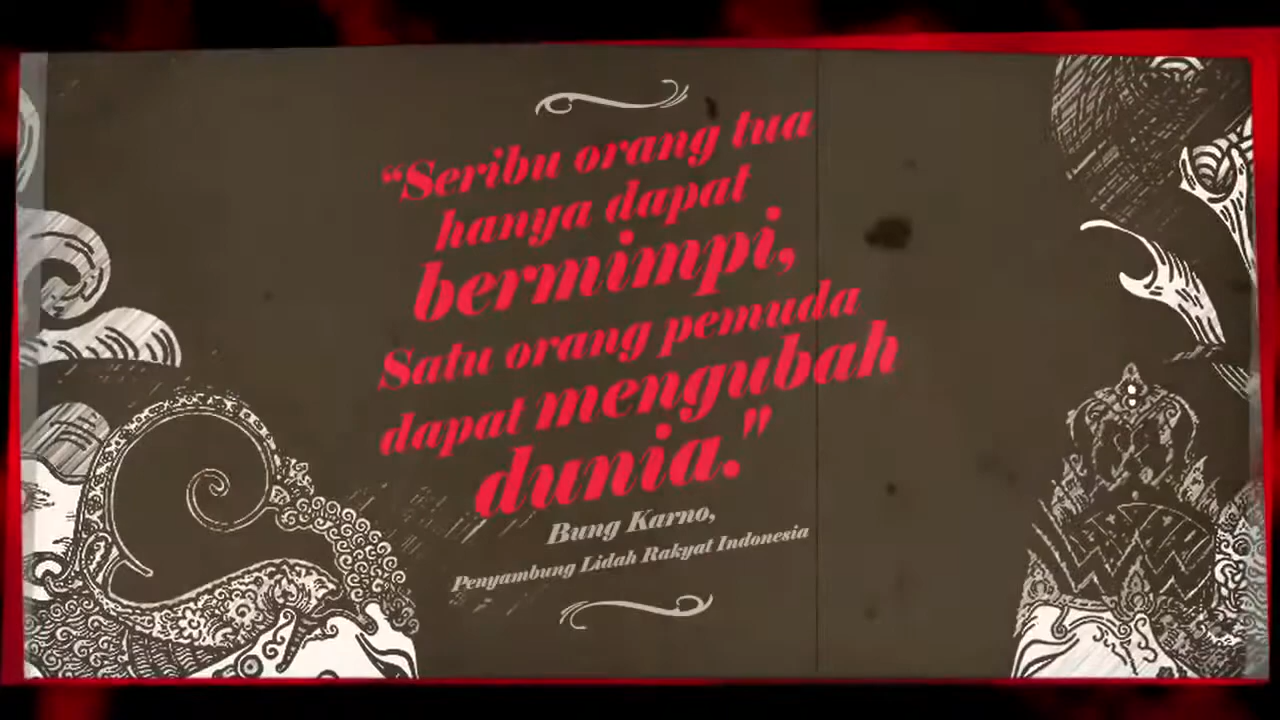 “Seribu orang tua
hanya dapat
bermimpi,
Satu orang pemuda
dapat mengubah
dunia."
Bung Karno,
Penyambung Lidah Rakyat Indonesia